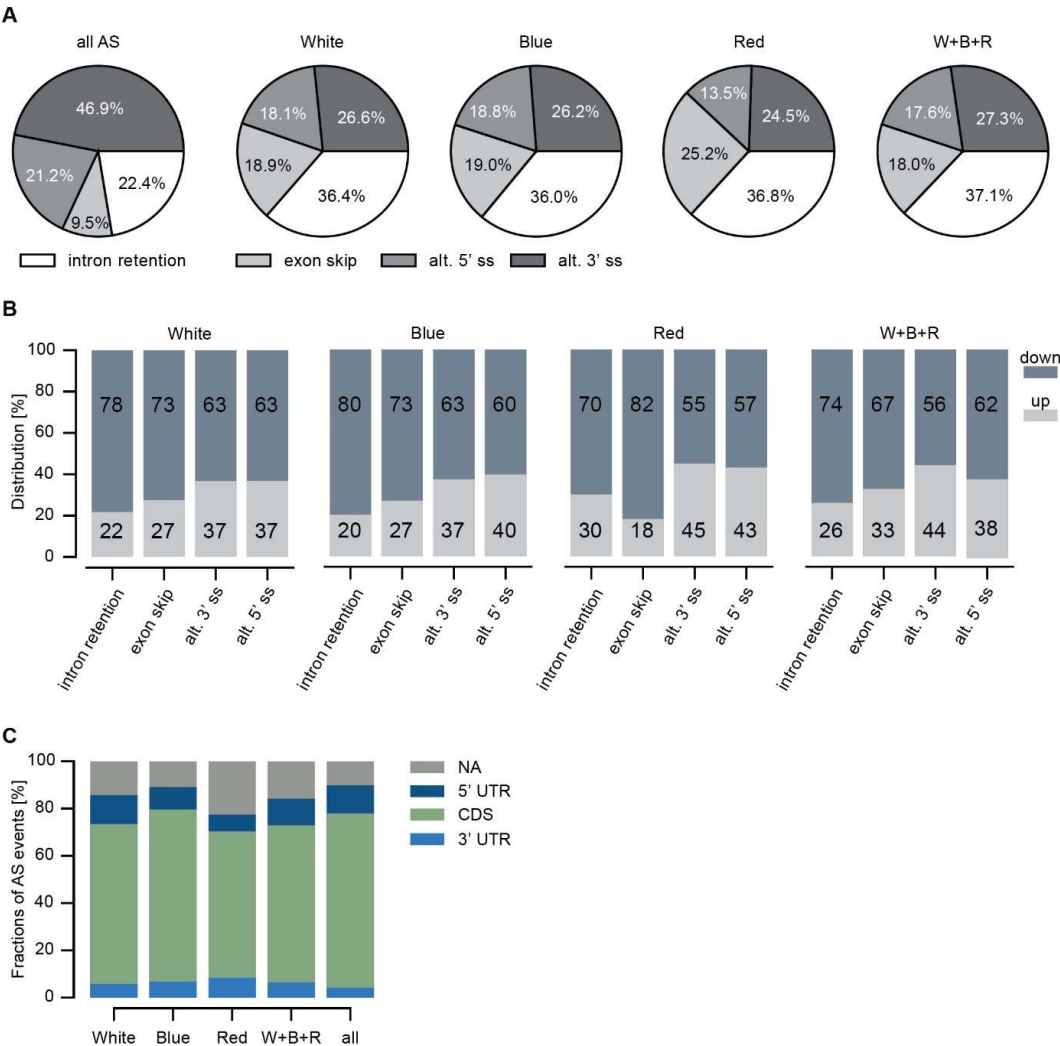 A
all AS
White
Blue
Red
W+B+R
46.9%
21.2%
9.5%
22.4%
18.1%
26.6%
18.9%
36.4%
18.8%
26.2%
19.0%
36.0%
13.5%
24.5%
25.2%
36.8%
17.6%
27.3%
18.0%
37.1%
intron retention
exon skip
alt. 5' ss
alt. 3' ss
B
White
Blue
Red
W+B+R
down
up
Distribution [%]
100
80
60
40
20
0
78 73 63 63
22 27 37 37
80 73 63 60
20 27 37 40
70 82 55 57
30 18 45 43
74 67 56 62
26 33 44 38
intron retention
exon skip
alt. 3' ss
alt. 5' ss
intron retention
exon skip
alt. 3' ss
alt. 5' ss
intron retention
exon skip
alt. 3' ss
alt. 5' ss
intron retention
exon skip
alt. 3' ss
alt. 5' ss
C
Fractions of AS events [%]
100
80
60
40
20
0
NA
5' UTR
CDS
3' UTR
White
Blue
Red
W+B+R
all